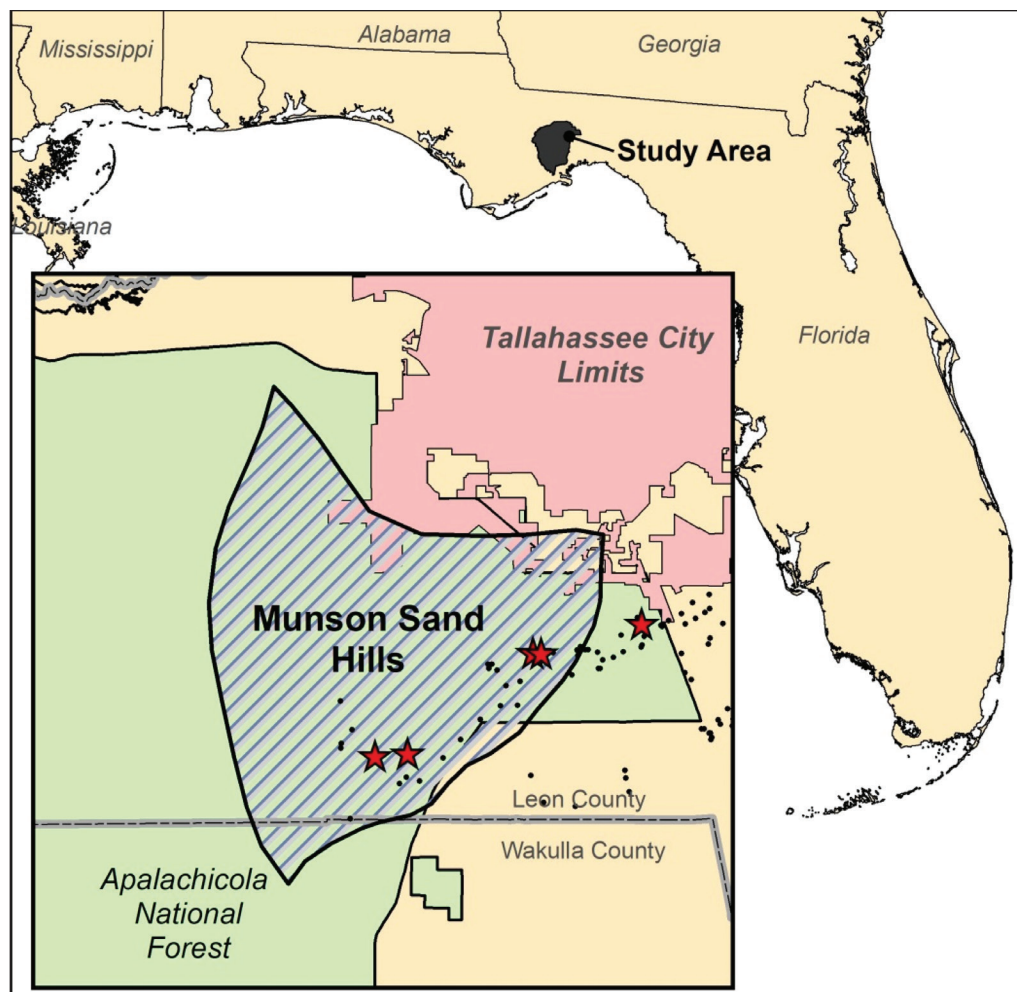 Mississippi
Alabama
Georgia
Study Area
Louisiana
Florida
Tallahassee City
Limits
Munson Sand
Hills
Leon County
Wakulla County
Apalachicola
National
Forest